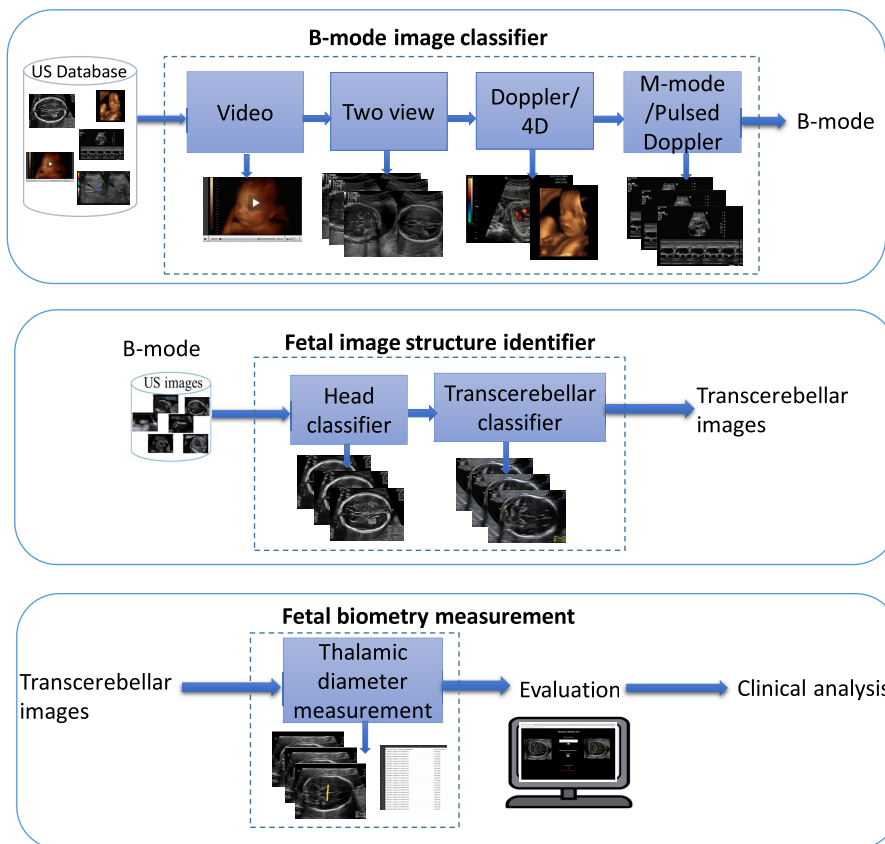 B-mode image classifier
US Database
Video
Two view
Doppler/
4D
M-mode
/Pulsed
Doppler
B-mode
Fetal image structure identifier
B-mode
US images
Head
classifier
Transcerebellar
classifier
Transcerebellar
images
Fetal biometry measurement
Transcerebellar
images
Thalamic
diameter
measurement
Evaluation
Clinical analysis